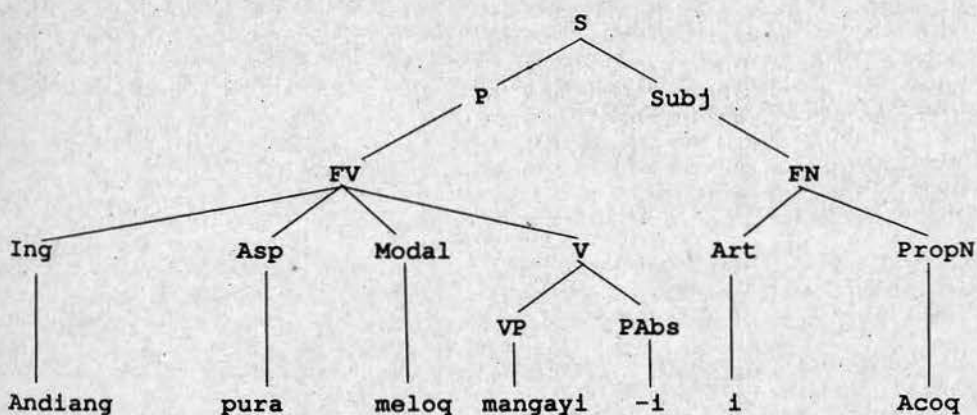 S
P Subj
FV FN
Ing Asp Modal V Art PropN
VP PAbs
Andiang pura meloq mangayi -i i Acoq